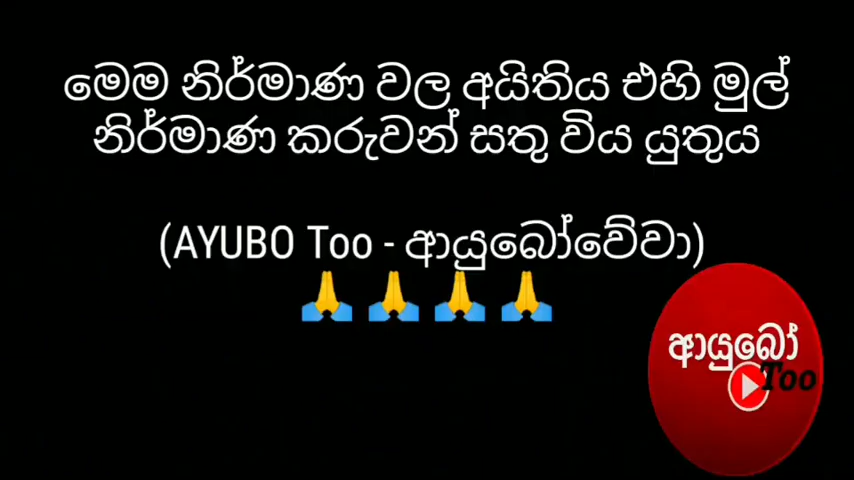 මෙම නිර්මාණ වල අයිතිය එහි මුල්
නිර්මාණ කරුවන් සතු විය යුතුය
(AYUBO Too - ආයුබෝවේවා)
🙏 🙏 🙏 🙏
ආයුබෝ
Too